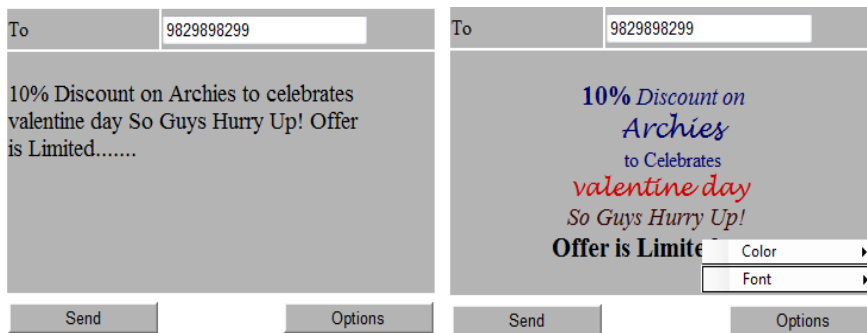 To 9829898299
10% Discount on Archies to celebrates
valentine day So Guys Hurry Up! Offer
is Limited.......
Send Options
To 9829898299
10% Discount on
Archies
to Celebrates
valentine day
So Guys Hurry Up!
Offer is Limite
Color
Font
Send Options